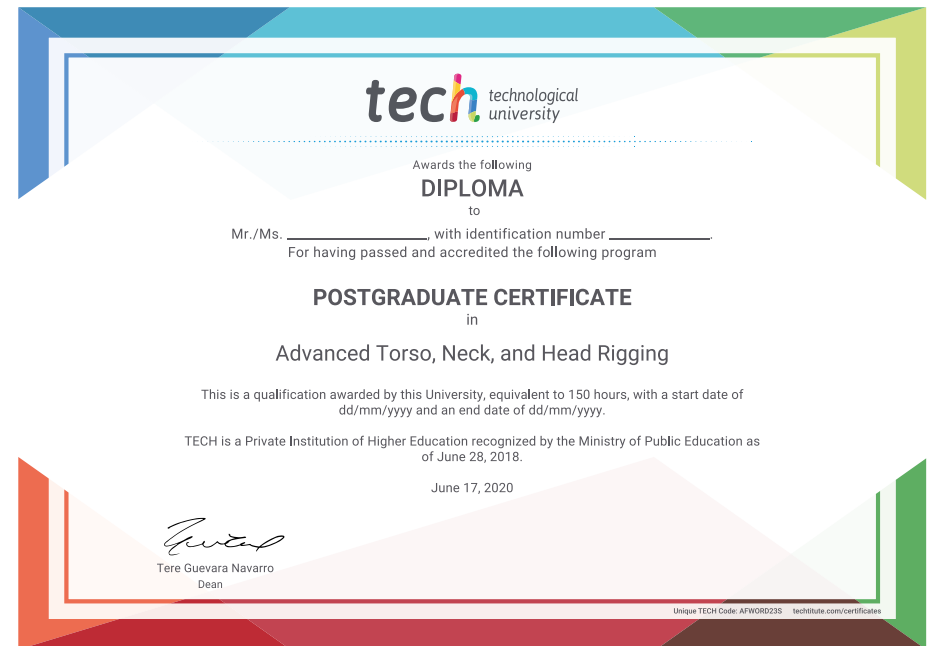 tech technological
university
Awards the following
DIPLOMA
to
Mr./Ms. ____________________, with identification number ______________.
For having passed and accredited the following program
POSTGRADUATE CERTIFICATE
in
Advanced Torso, Neck, and Head Rigging
This is a qualification awarded by this University, equivalent to 150 hours, with a start date of
dd/mm/yyyy and an end date of dd/mm/yyyy.
TECH is a Private Institution of Higher Education recognized by the Ministry of Public Education as
of June 28, 2018.
June 17, 2020
Tere Guevara Navarro
Dean
Unique TECH Code: AFWORD23S techtitute.com/certificates